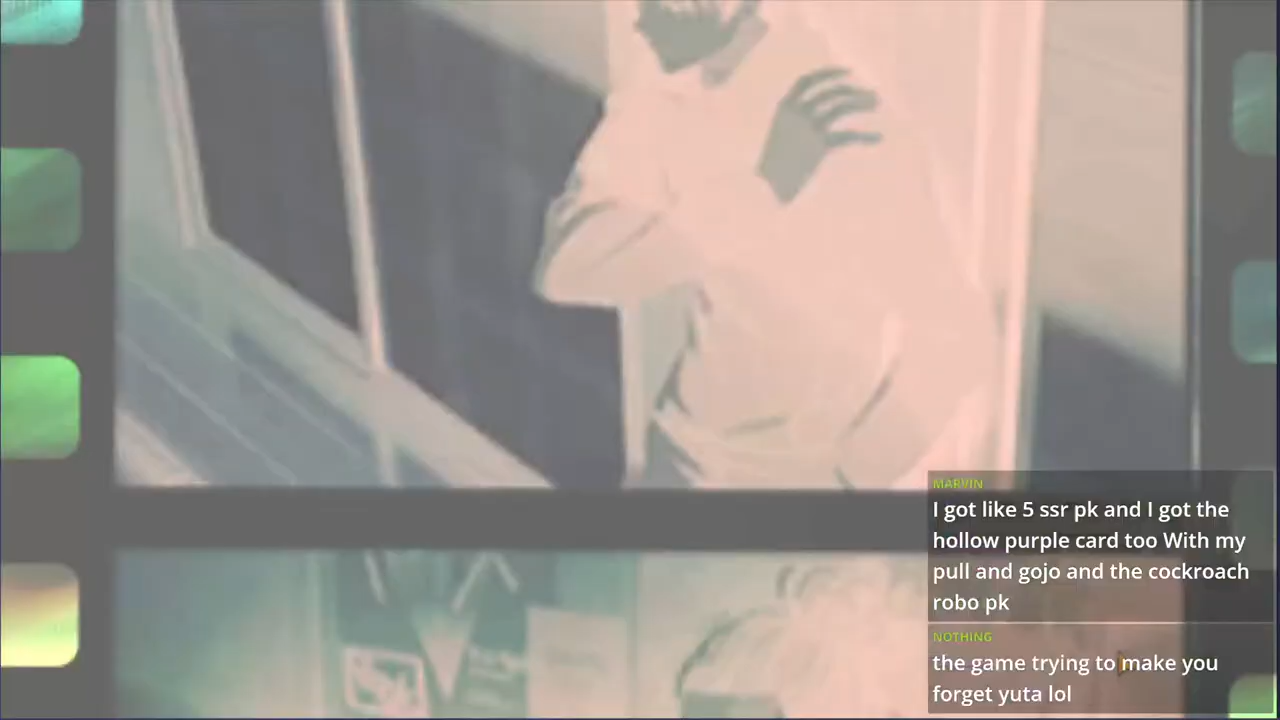 MARVIN
I got like 5 ssr pk and I got the
hollow purple card too With my
pull and gojo and the cockroach
robo pk
NOTHING
the game trying to make you
forget yuta lol